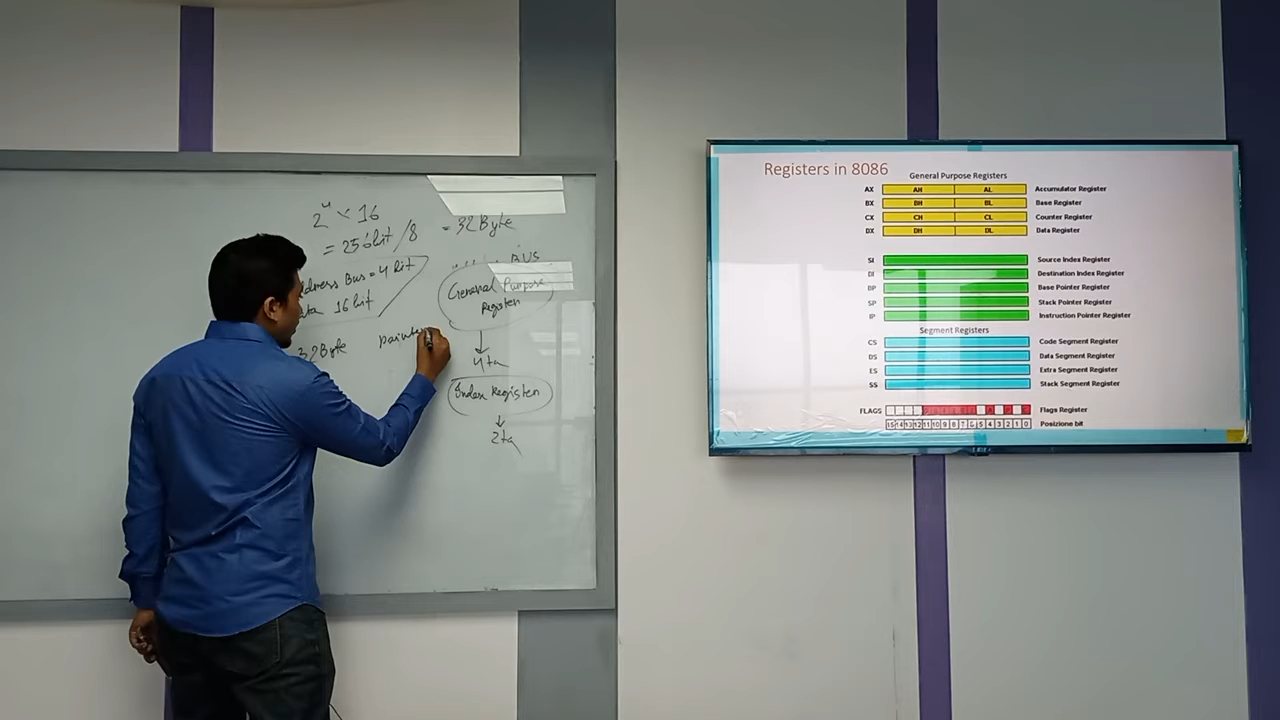 2⁴ × 16
= 256 bit / 8 = 32 Byte
BUS
ddress Bus = 4 bit
ata 16 bit
32 Byte
General Purpose
Register
4 ta
pointer
Index Register
2 ta
Registers in 8086
General Purpose Registers
AX AH AL Accumulator Register
BX BH BL Base Register
CX CH CL Counter Register
DX DH DL Data Register
SI Source Index Register
DI Destination Index Register
BP Base Pointer Register
SP Stack Pointer Register
IP Instruction Pointer Register
Segment Registers
CS Code Segment Register
DS Data Segment Register
ES Extra Segment Register
SS Stack Segment Register
FLAGS Flags Register
15 14 13 12 11 10 9 8 7 6 5 4 3 2 1 0 Posizione bit